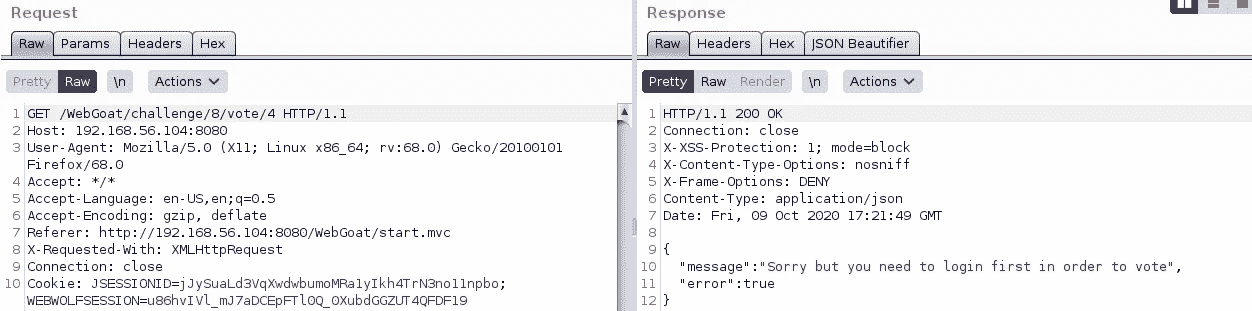 Request
Raw Params Headers Hex
Pretty Raw \n Actions
1 GET /WebGoat/challenge/8/vote/4 HTTP/1.1
2 Host: 192.168.56.104:8080
3 User-Agent: Mozilla/5.0 (X11; Linux x86_64; rv:68.0) Gecko/20100101
Firefox/68.0
4 Accept: */*
5 Accept-Language: en-US,en;q=0.5
6 Accept-Encoding: gzip, deflate
7 Referer: http://192.168.56.104:8080/WebGoat/start.mvc
8 X-Requested-With: XMLHttpRequest
9 Connection: close
10 Cookie: JSESSIONID=jJySuaLd3VqXwdwbumoMRa1yIkh4TrN3no11npbo;
WEBWOLFSESSION=u86hvIVl_mJ7aDCEpFTl0Q_0XubdGGZUT4QFDF19
Response
Raw Headers Hex JSON Beautifier
Pretty Raw Render \n Actions
1 HTTP/1.1 200 OK
2 Connection: close
3 X-XSS-Protection: 1; mode=block
4 X-Content-Type-Options: nosniff
5 X-Frame-Options: DENY
6 Content-Type: application/json
7 Date: Fri, 09 Oct 2020 17:21:49 GMT
8
9 {
10 "message":"Sorry but you need to login first in order to vote",
11 "error":true
12 }